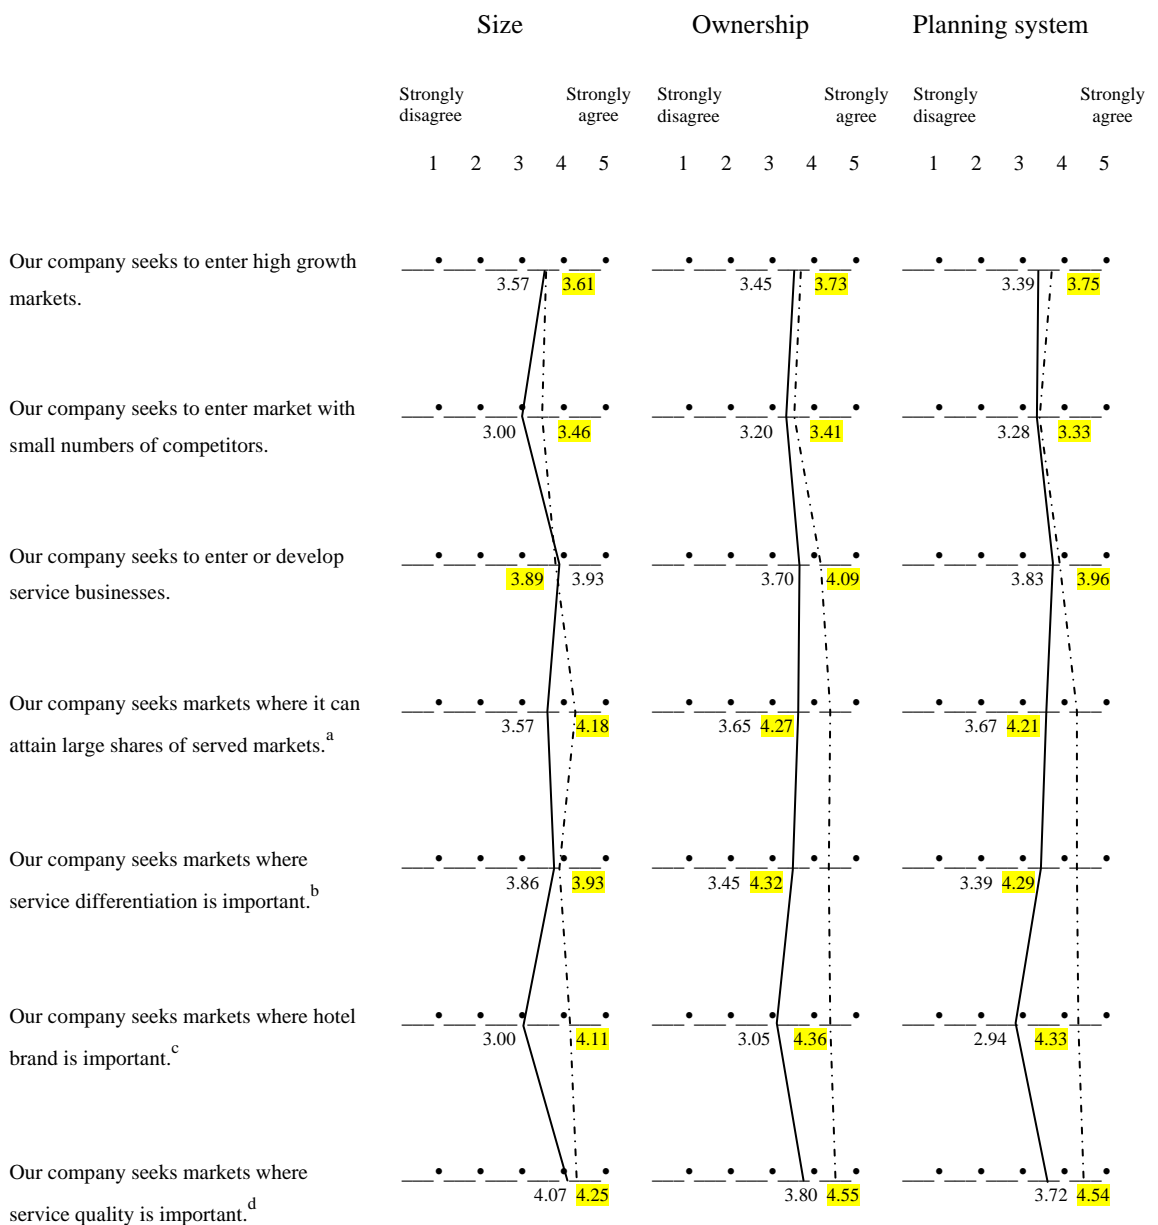 Size Ownership Planning system
Strongly disagree Strongly agree Strongly disagree Strongly agree Strongly disagree Strongly agree
1 2 3 4 5 1 2 3 4 5 1 2 3 4 5
Our company seeks to enter high growth
markets.
3.57 3.61 3.45 3.73 3.39 3.75
Our company seeks to enter market with
small numbers of competitors.
3.00 3.46 3.20 3.41 3.28 3.33
Our company seeks to enter or develop
service businesses.
3.89 3.93 3.70 4.09 3.83 3.96
Our company seeks markets where it can
attain large shares of served markets.a
3.57 4.18 3.65 4.27 3.67 4.21
Our company seeks markets where
service differentiation is important.b
3.86 3.93 3.45 4.32 3.39 4.29
Our company seeks markets where hotel
brand is important.c
3.00 4.11 3.05 4.36 2.94 4.33
Our company seeks markets where
service quality is important.d
4.07 4.25 3.80 4.55 3.72 4.54